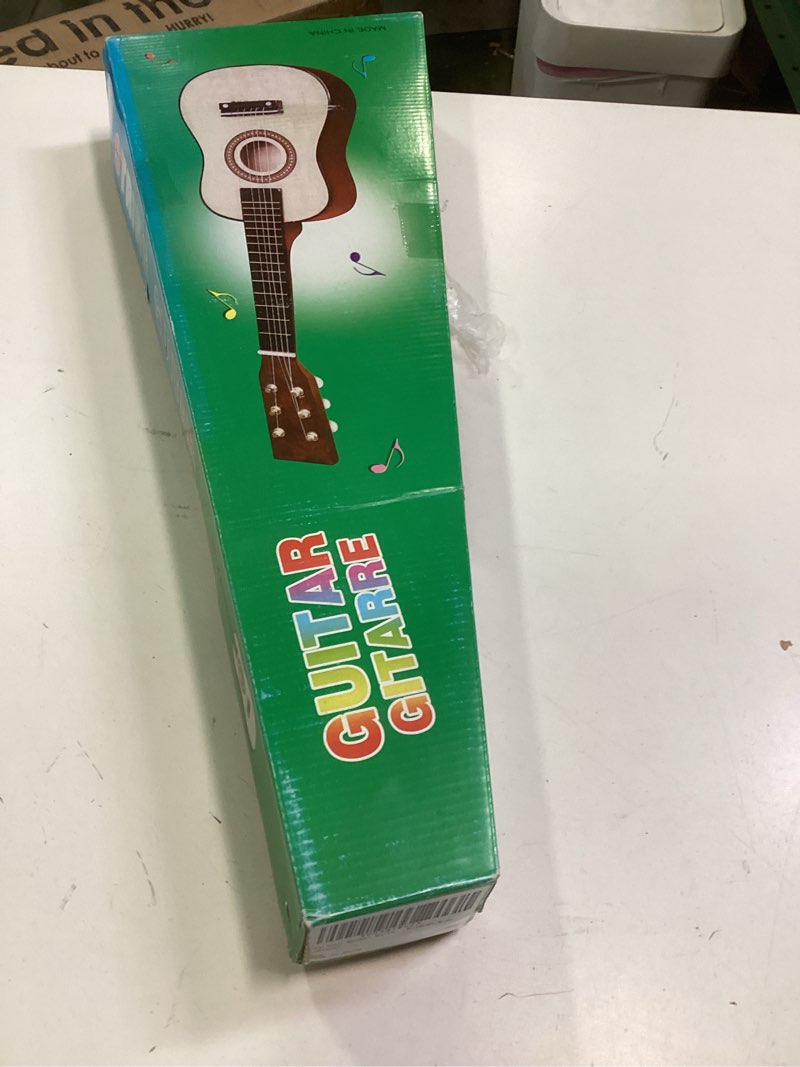 ed in the
bout to
HURRY!
MADE IN CHINA
GUITAR
GITARRE